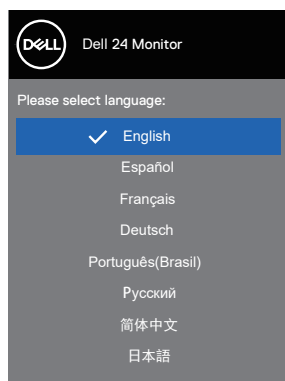 DELL
Dell 24 Monitor
Please select language:
English
Español
Français
Deutsch
Português(Brasil)
Русский
简体中文
日本語